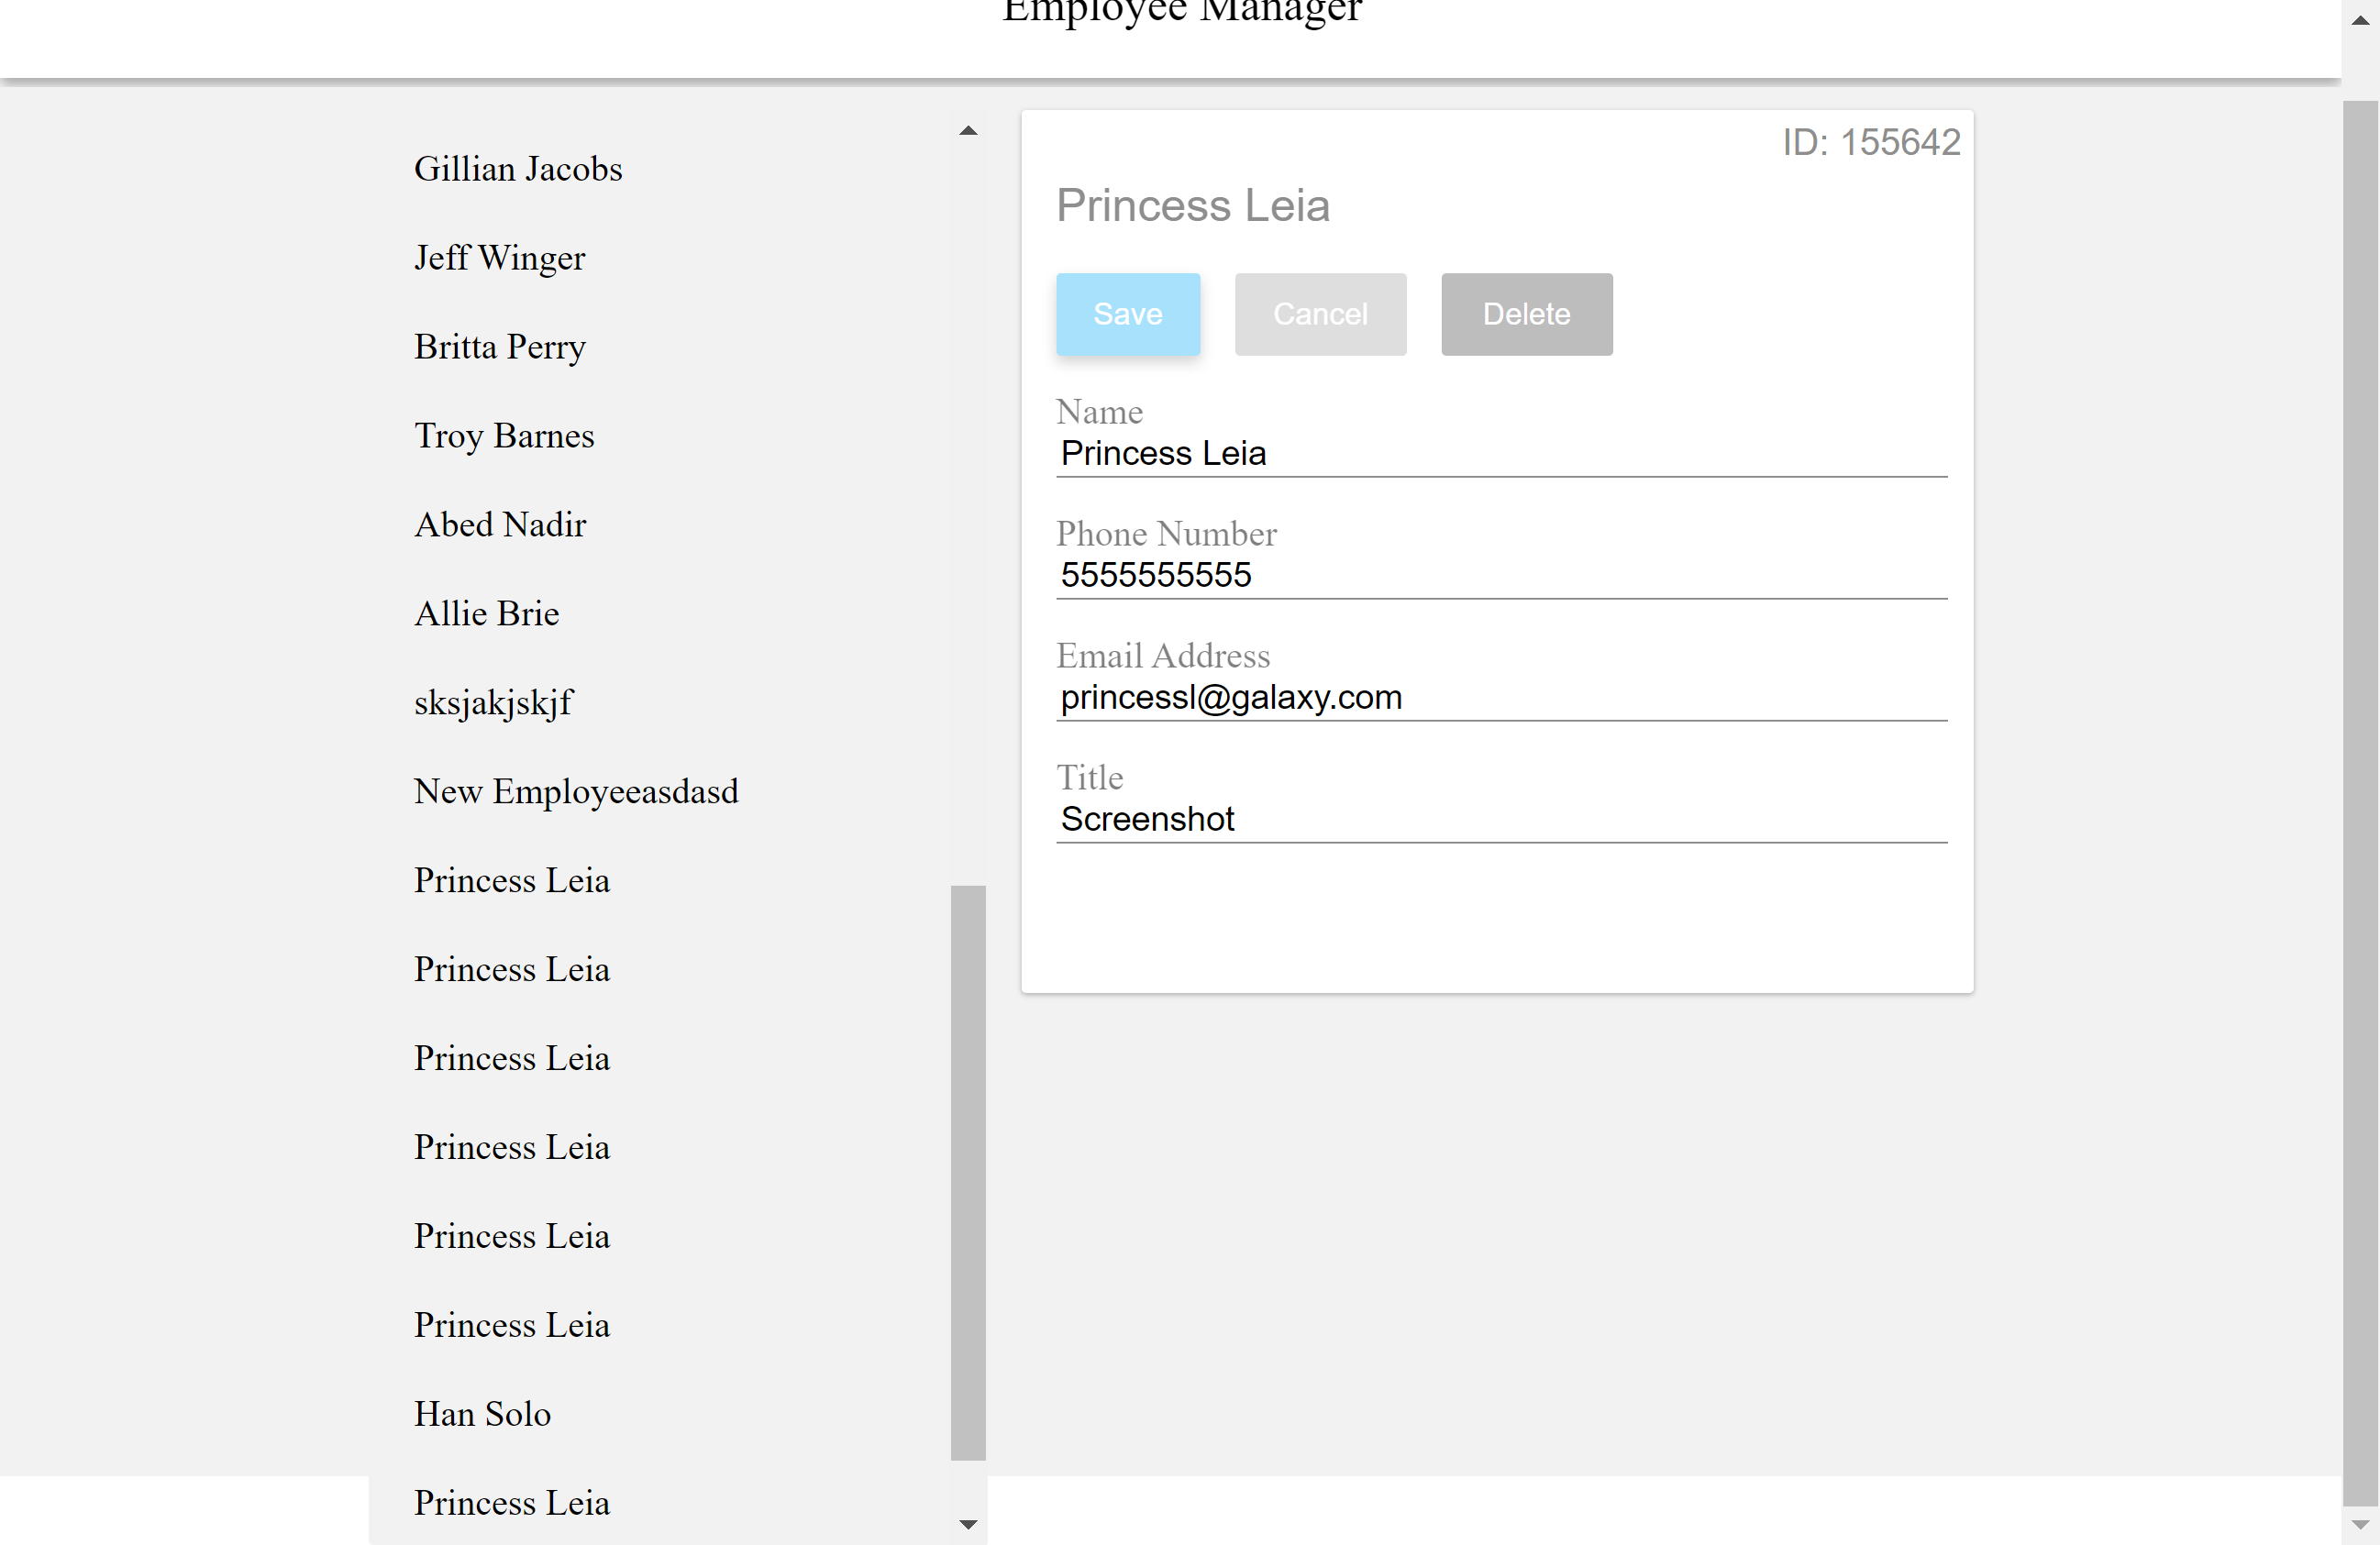 Employee Manager
Gillian Jacobs
Jeff Winger
Britta Perry
Troy Barnes
Abed Nadir
Allie Brie
sksjakjskjf
New Employeeasdasd
Princess Leia
Princess Leia
Princess Leia
Princess Leia
Princess Leia
Princess Leia
Han Solo
Princess Leia
ID: 155642
Princess Leia
Save Cancel Delete
Name
Princess Leia
Phone Number
5555555555
Email Address
princessl@galaxy.com
Title
Screenshot